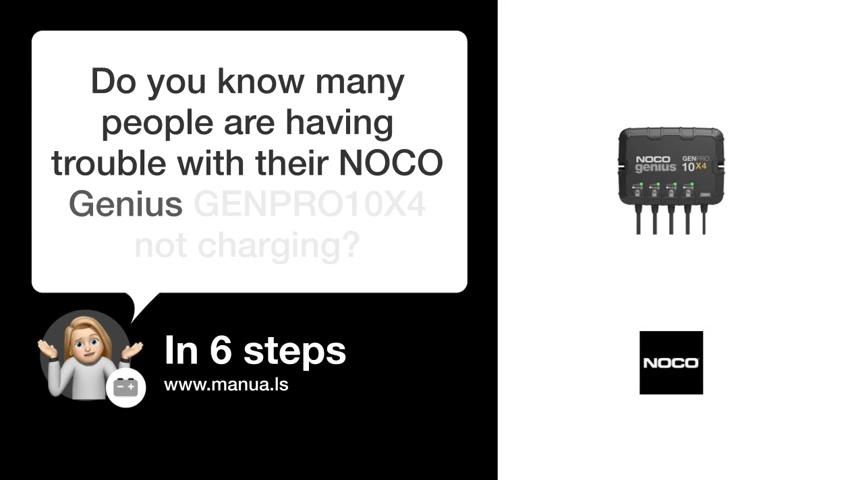 Do you know many
people are having
trouble with their NOCO
Genius GENPRO10X4
not charging?
In 6 steps
www.manua.ls
NOCO
genius
GENPRO
10X4
NOCO